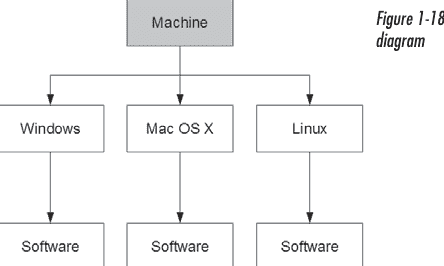 Machine
Figure 1-18
diagram
Windows
Mac OS X
Linux
Software
Software
Software